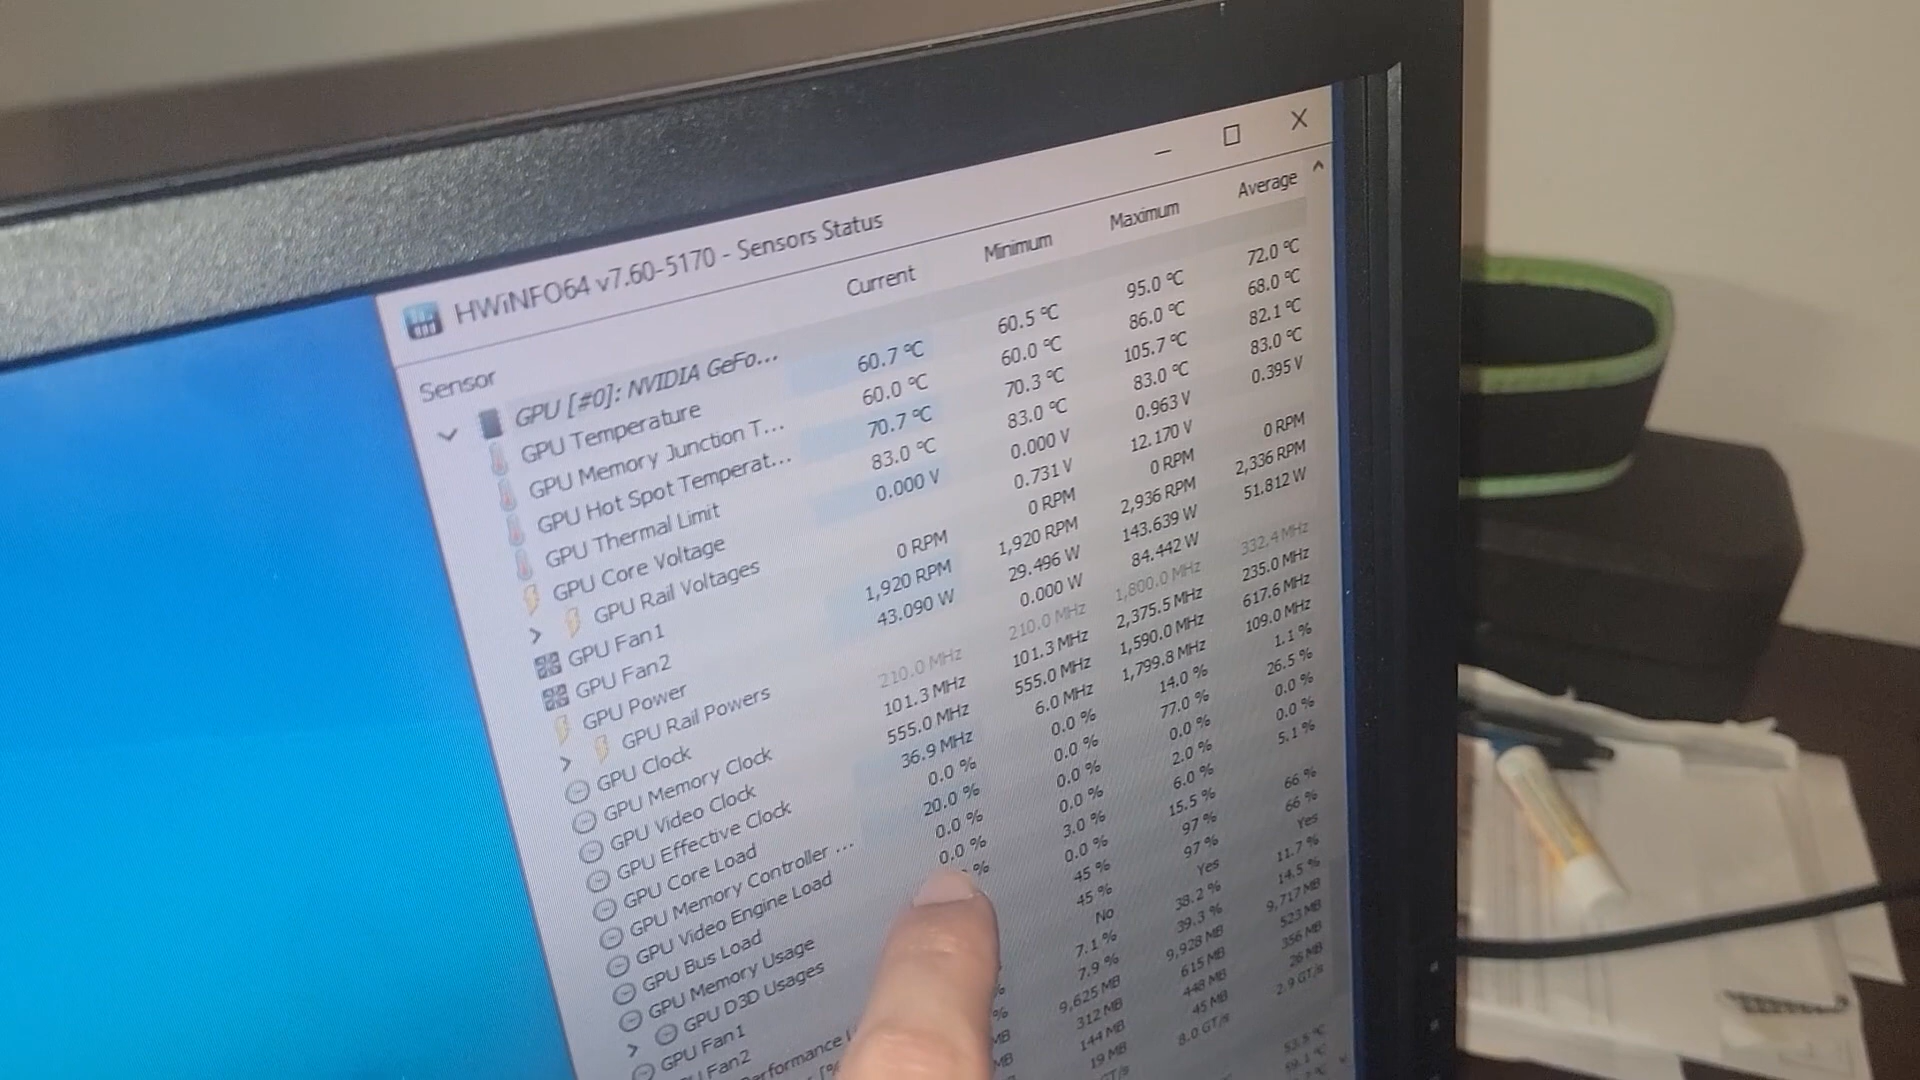 HWiNFO64 v7.60-5170 - Sensors Status
Sensor Current Minimum Maximum Average
GPU [#0]: NVIDIA GeFo...
GPU Temperature 60.7 °C 60.5 °C 95.0 °C 72.0 °C
GPU Memory Junction T... 60.0 °C 60.0 °C 86.0 °C 68.0 °C
GPU Hot Spot Temperat... 70.7 °C 70.3 °C 105.7 °C 82.1 °C
GPU Thermal Limit 83.0 °C 83.0 °C 83.0 °C 83.0 °C
GPU Core Voltage 0.000 V 0.000 V 0.963 V 0.395 V
GPU Rail Voltages 0.731 V 12.170 V
GPU Fan1 0 RPM 0 RPM 0 RPM 0 RPM
GPU Fan2 1,920 RPM 1,920 RPM 2,936 RPM 2,336 RPM
GPU Power 43.090 W 29.496 W 143.639 W 51.812 W
GPU Rail Powers 0.000 W 84.442 W
GPU Clock 210.0 MHz 210.0 MHz 1,800.0 MHz 332.4 MHz
GPU Memory Clock 101.3 MHz 101.3 MHz 2,375.5 MHz 235.0 MHz
GPU Video Clock 555.0 MHz 555.0 MHz 1,590.0 MHz 617.6 MHz
GPU Effective Clock 36.9 MHz 6.0 MHz 1,799.8 MHz 109.0 MHz
GPU Core Load 0.0 % 0.0 % 14.0 % 1.1 %
GPU Memory Controller ... 20.0 % 0.0 % 77.0 % 26.5 %
GPU Video Engine Load 0.0 % 0.0 % 0.0 % 0.0 %
GPU Bus Load 0.0 % 0.0 % 2.0 % 0.0 %
GPU Memory Usage % 3.0 % 6.0 % 5.1 %
GPU D3D Usages 0.0 % 15.5 %
GPU Fan1 45 % 97 % 66 %
Fan2 45 % 97 % 66 %
No Yes Yes
7.1 % 38.2 % 11.7 %
7.9 % 39.3 % 14.5 %
9,625 MB 9,928 MB 9,717 MB
312 MB 615 MB 523 MB
144 MB 448 MB 356 MB
19 MB 45 MB 26 MB
8.0 GT/s 2.9 GT/s